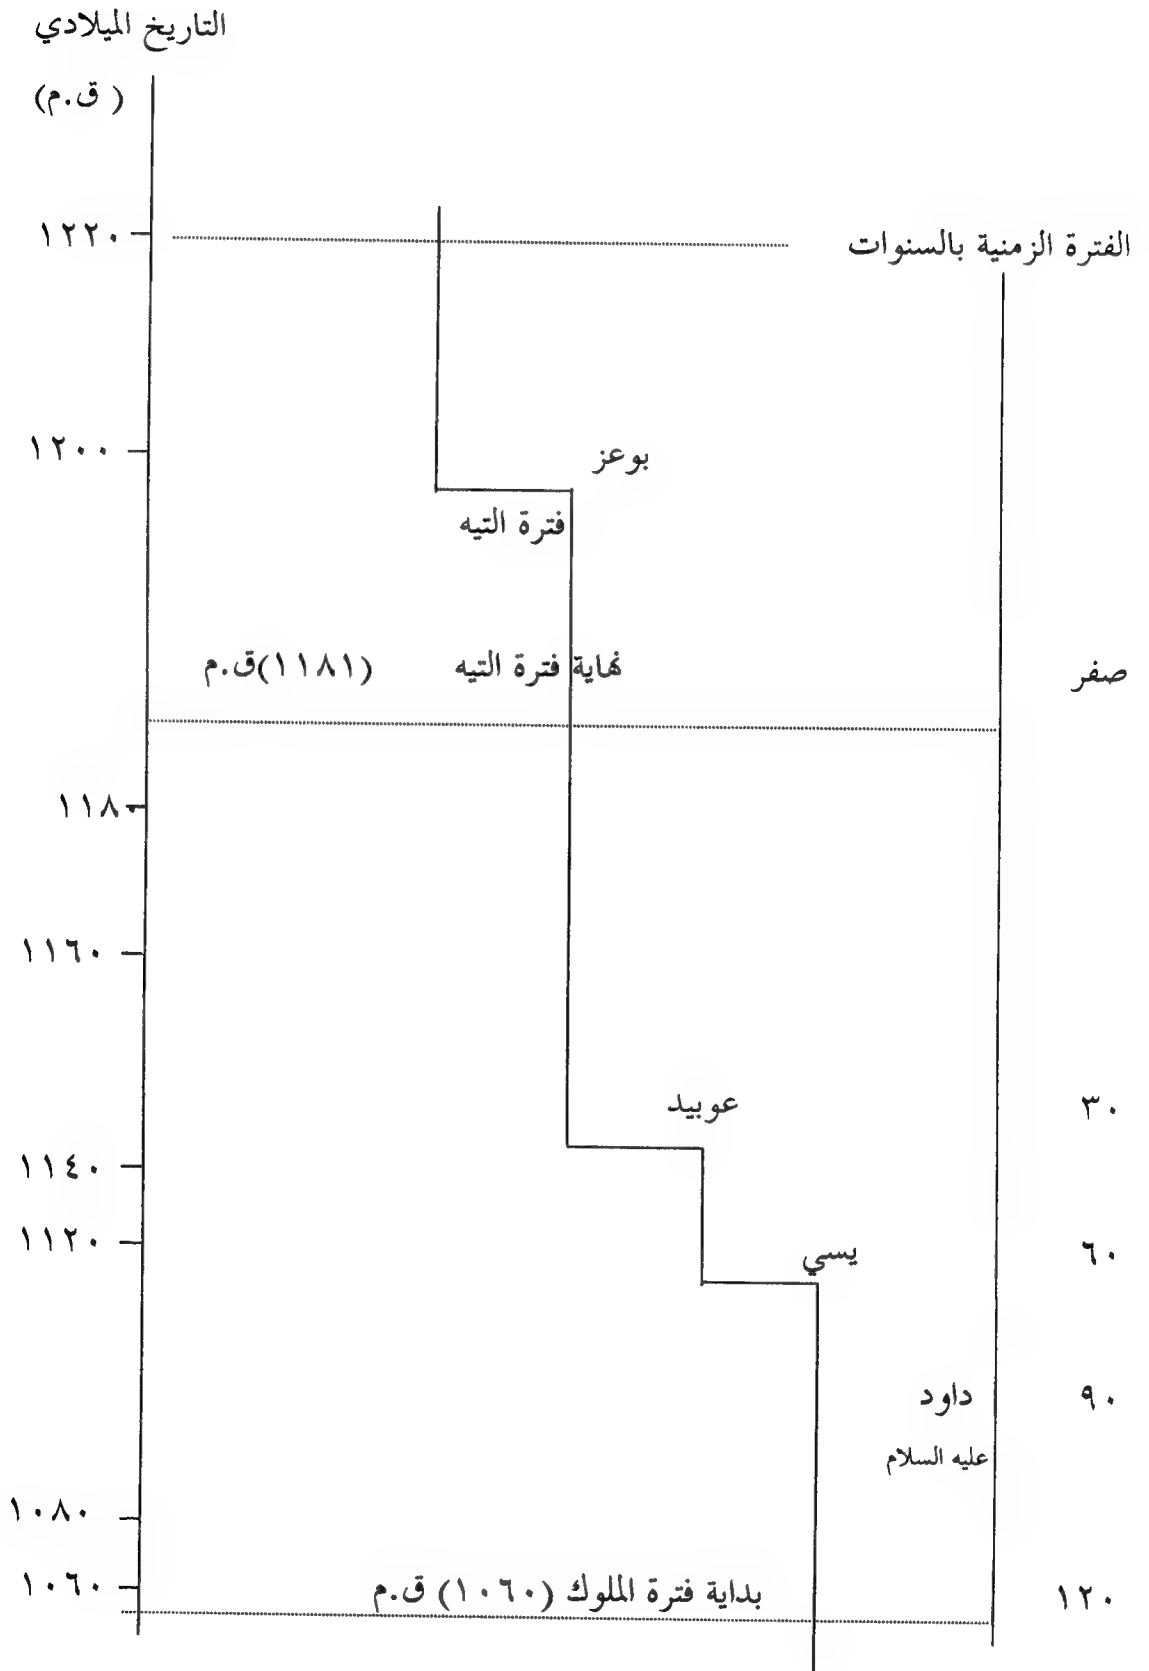 التاريخ الميلادي
(ق.م)
١٢٢٠
الفترة الزمنية بالسنوات
١٢٠٠
بوعز
فترة التيه
نهاية فترة التيه (١١٨١)ق.م
صفر
١١٨٠
١١٦٠
عوبيد
٣٠
١١٤٠
١١٢٠
يسي
٦٠
داود
٩٠
عليه السلام
١٠٨٠
١٠٦٠
بداية فترة الملوك (١٠٦٠) ق.م
١٢٠